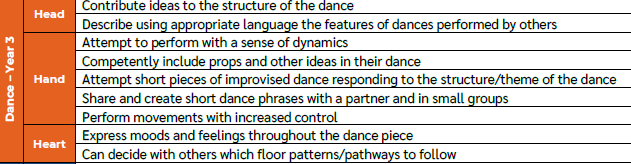 Dance – Year 3
Head
Contribute ideas to the structure of the dance
Describe using appropriate language the features of dances performed by others
Hand
Attempt to perform with a sense of dynamics
Competently include props and other ideas in their dance
Attempt short pieces of improvised dance responding to the structure/theme of the dance
Share and create short dance phrases with a partner and in small groups
Perform movements with increased control
Heart
Express moods and feelings throughout the dance piece
Can decide with others which floor patterns/pathways to follow